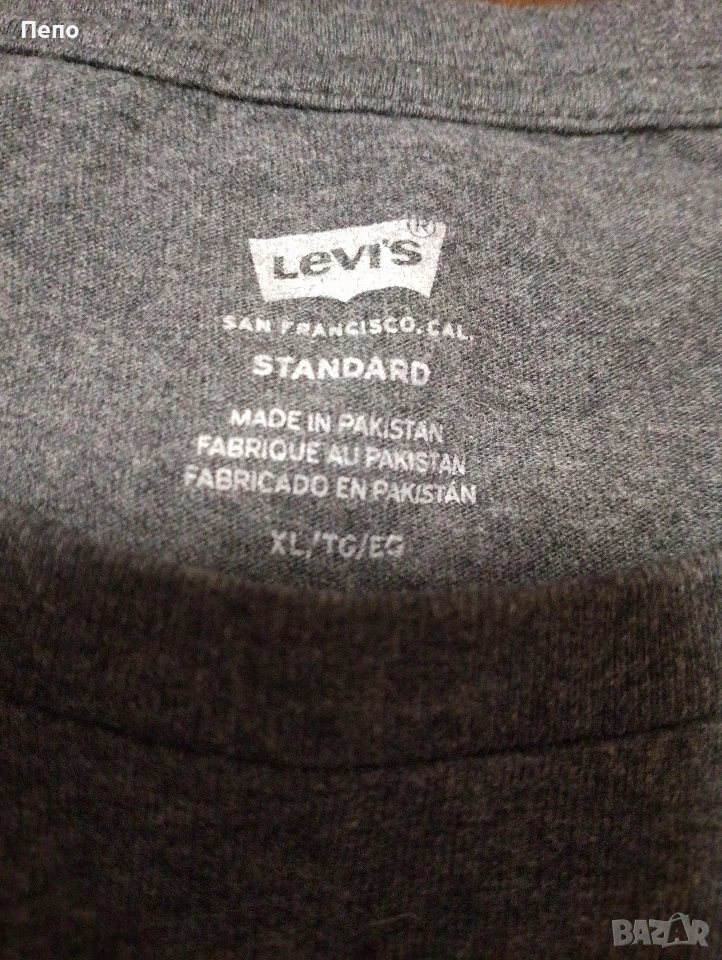 Пепо
LEVI'S ®
SAN FRANCISCO, CAL.
STANDARD
MADE IN PAKISTAN
FABRIQUE AU PAKISTAN
FABRICADO EN PAKISTÁN
XL/TG/EG
BAZAR